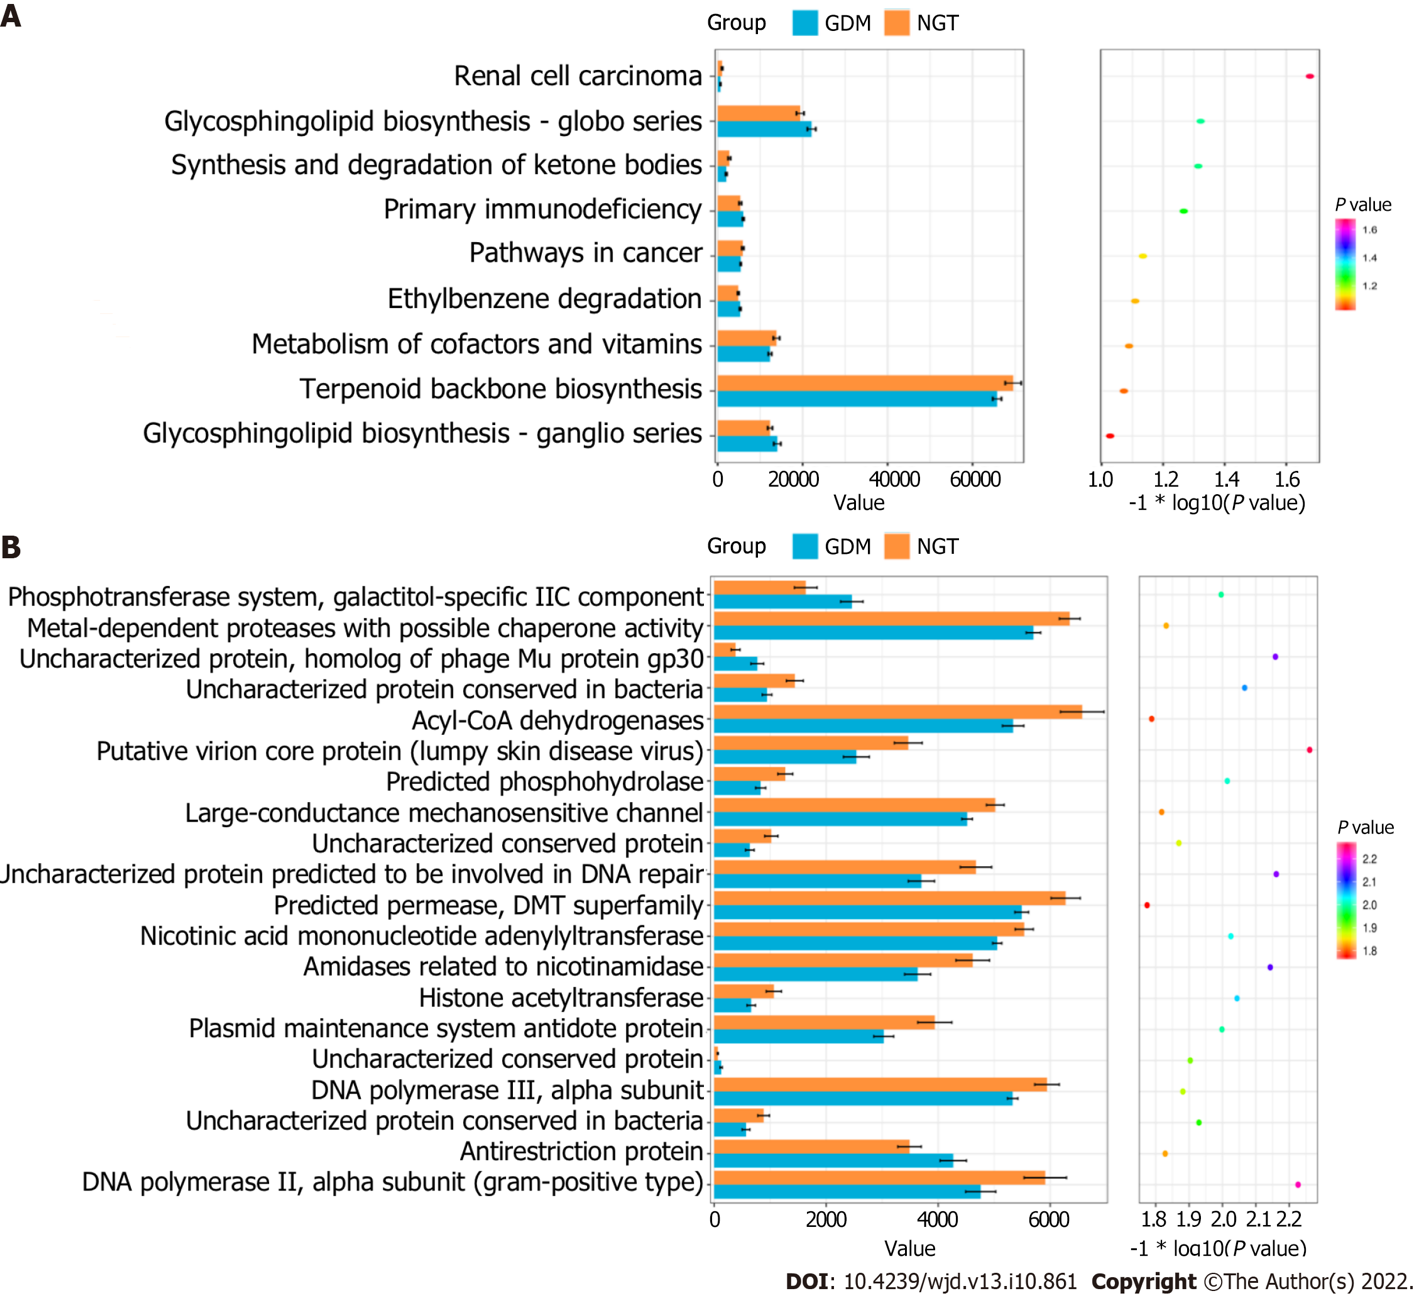 A
Group GDM NGT
Renal cell carcinoma
Glycosphingolipid biosynthesis - globo series
Synthesis and degradation of ketone bodies
Primary immunodeficiency
Pathways in cancer
Ethylbenzene degradation
Metabolism of cofactors and vitamins
Terpenoid backbone biosynthesis
Glycosphingolipid biosynthesis - ganglio series
0 20000 40000 60000
Value
1.0 1.2 1.4 1.6
-1 * log10(P value)
P value
1.6
1.4
1.2
B
Group GDM NGT
Phosphotransferase system, galactitol-specific IIC component
Metal-dependent proteases with possible chaperone activity
Uncharacterized protein, homolog of phage Mu protein gp30
Uncharacterized protein conserved in bacteria
Acyl-CoA dehydrogenases
Putative virion core protein (lumpy skin disease virus)
Predicted phosphohydrolase
Large-conductance mechanosensitive channel
Uncharacterized conserved protein
Uncharacterized protein predicted to be involved in DNA repair
Predicted permease, DMT superfamily
Nicotinic acid mononucleotide adenylyltransferase
Amidases related to nicotinamidase
Histone acetyltransferase
Plasmid maintenance system antidote protein
Uncharacterized conserved protein
DNA polymerase III, alpha subunit
Uncharacterized protein conserved in bacteria
Antirestriction protein
DNA polymerase II, alpha subunit (gram-positive type)
0 2000 4000 6000
Value
1.8 1.9 2.0 2.1 2.2
-1 * log10(P value)
P value
2.2
2.1
2.0
1.9
1.8
DOI: 10.4239/wjd.v13.i10.861 Copyright ©The Author(s) 2022.